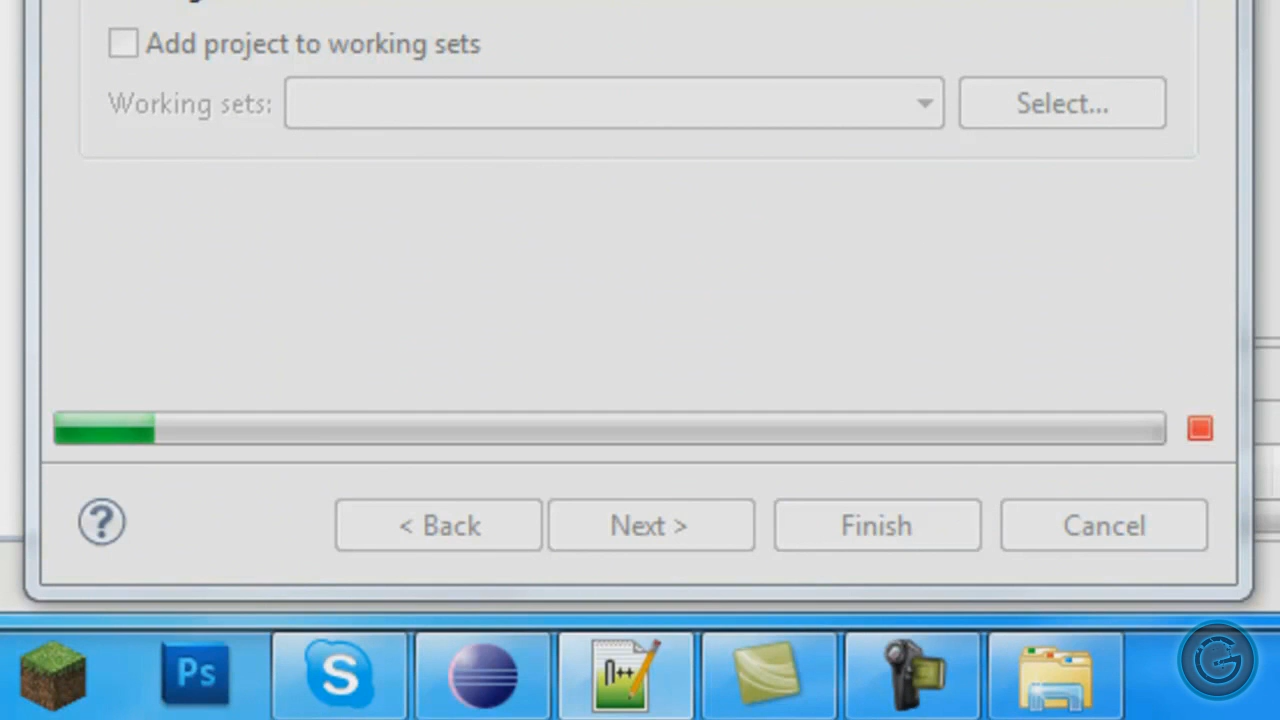 Add project to working sets
Working sets:
Select...
?
< Back
Next >
Finish
Cancel
Ps
S
N++
G